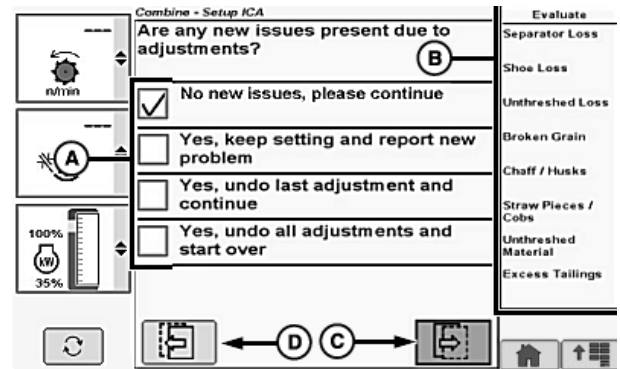 Combine - Setup ICA
Are any new issues present due to
adjustments?
B
No new issues, please continue
Yes, keep setting and report new
problem
Yes, undo last adjustment and
continue
Yes, undo all adjustments and
start over
---
n/min
---
A
100%
kW
35%
D
C
Evaluate
Separator Loss
Shoe Loss
Unthreshed Loss
Broken Grain
Chaff / Husks
Straw Pieces /
Cobs
Unthreshed
Material
Excess Tailings